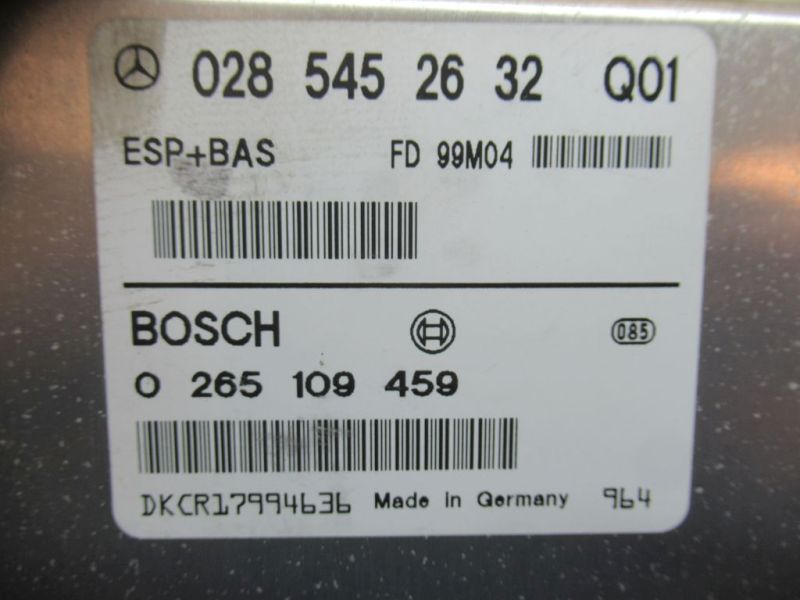 028 545 26 32 Q01
ESP+BAS FD 99M04
BOSCH 085
0 265 109 459
DKCR17994636 Made in Germany 964